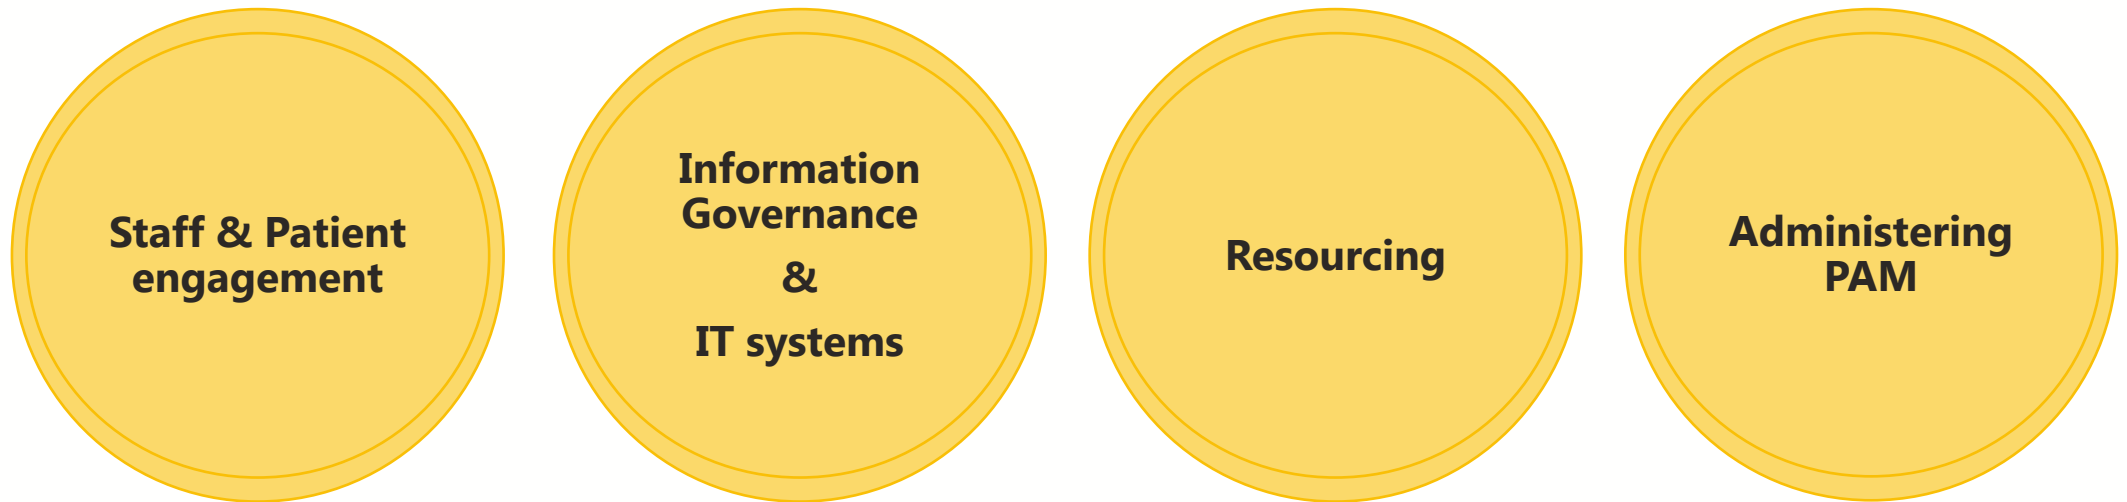 Staff & Patient
engagement
Information
Governance
&
IT systems
Resourcing
Administering
PAM